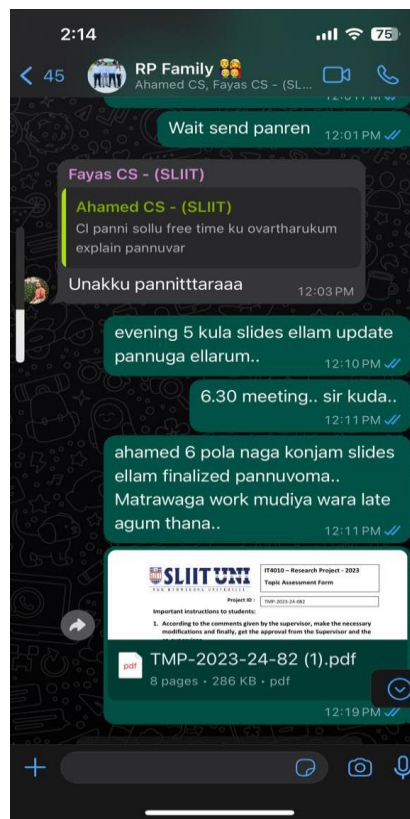 2:14
75
45
RP Family
Ahamed CS, Fayas CS - (SL...
Wait send panren
12:01 PM
Fayas CS - (SLIIT)
Ahamed CS - (SLIIT)
CI panni sollu free time ku ovartharukum
explain pannuvar
Unakku pannitttaraaa
12:03 PM
evening 5 kula slides ellam update
pannuga ellarum..
12:10 PM
6.30 meeting.. sir kuda..
12:11 PM
ahamed 6 pola naga konjam slides
ellam finalized pannuvoma..
Matrawaga work mudiya wara late
agum thana..
12:11 PM
SLIIT UNI
THE KNOWLEDGE UNIVERSITY
IT4010 – Research Project - 2023
Topic Assessment Form
Project ID :
TMP-2023-24-082
Important instructions to students:
1. According to the comments given by the supervisor, make the necessary
modifications and finally, get the approval from the Supervisor and the
pdf
TMP-2023-24-82 (1).pdf
8 pages • 286 KB • pdf
12:19 PM